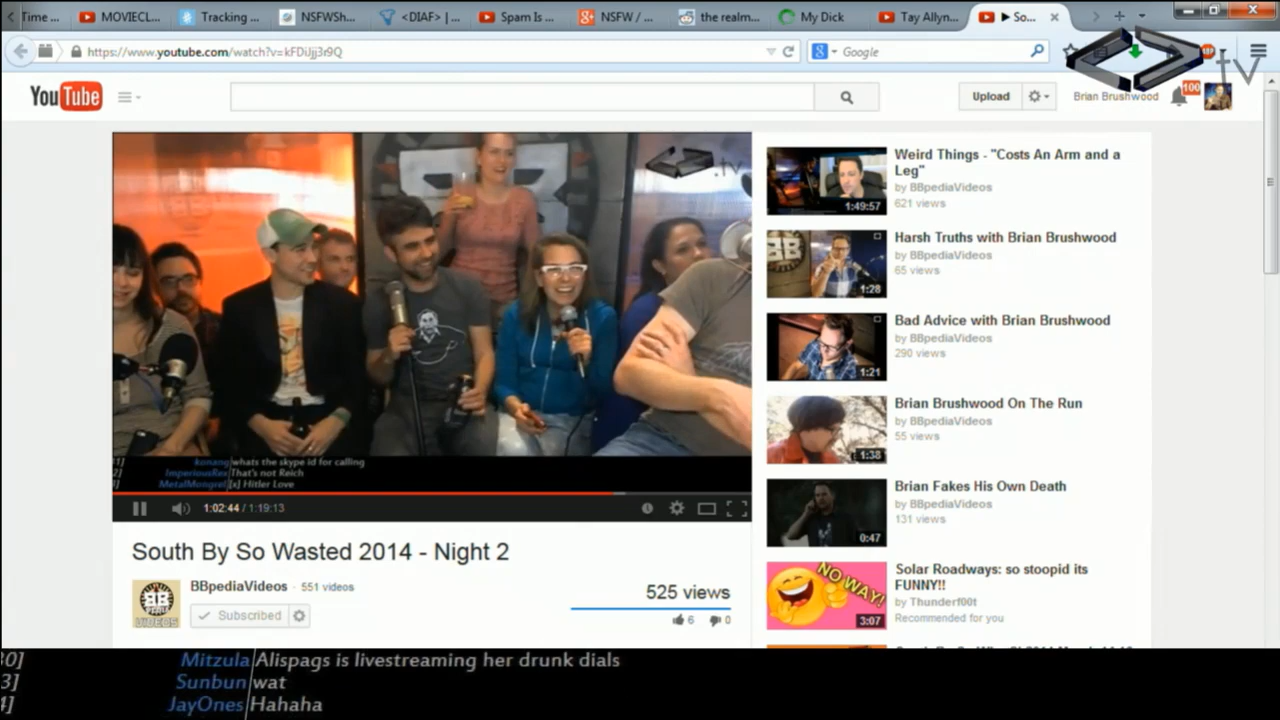 Time ...
MOVIECL...
Tracking ...
NSFWSh...
<DIAF> | ...
Spam Is ...
NSFW / ...
the realm...
My Dick
Tay Allyn...
▶ So...
https://www.youtube.com/watch?v=kFDiJjj3r9Q
Google
tv
YouTube
Upload
Brian Brushwood
100
.tv
konang|whats the skype id for calling
ImperiousRex|That's not Reich
MetalMongrel|[x] Hitler Love
1:02:44 / 1:19:13
South By So Wasted 2014 - Night 2
BBpediaVideos · 551 videos
Subscribed
525 views
6
0
Weird Things - "Costs An Arm and a
Leg"
by BBpediaVideos
621 views
1:49:57
Harsh Truths with Brian Brushwood
by BBpediaVideos
65 views
1:28
Bad Advice with Brian Brushwood
by BBpediaVideos
290 views
1:21
Brian Brushwood On The Run
by BBpediaVideos
55 views
1:38
Brian Fakes His Own Death
by BBpediaVideos
131 views
0:47
Solar Roadways: so stoopid its
FUNNY!!
by Thunderf00t
Recommended for you
NO WAY!
3:07
30] Mitzula|Alispags is livestreaming her drunk dials
3] Sunbun|wat
4] JayOnes|Hahaha